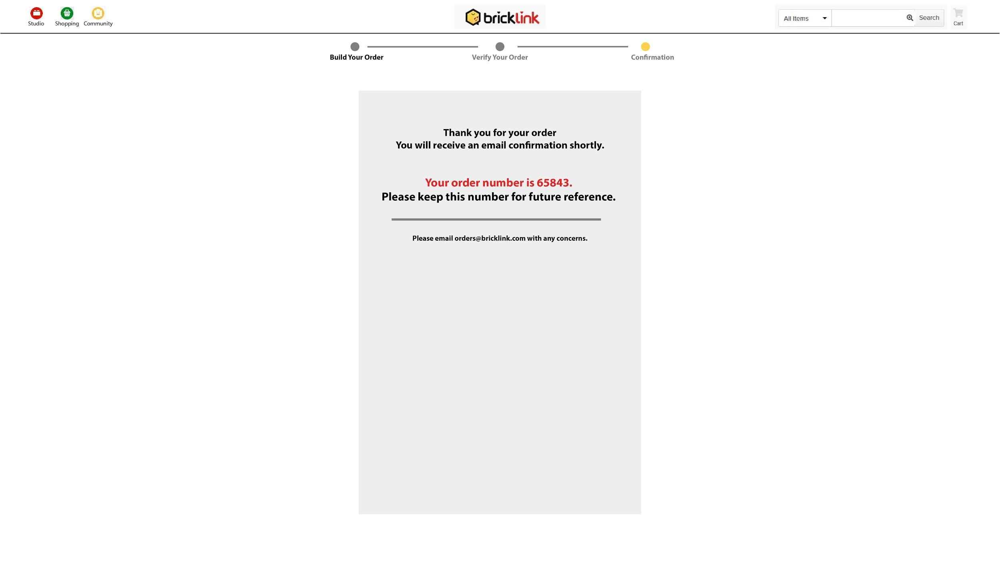 Studio Shopping Community
bricklink
All Items
Search
Cart
Build Your Order
Verify Your Order
Confirmation
Thank you for your order
You will receive an email confirmation shortly.
Your order number is 65843.
Please keep this number for future reference.
Please email orders@bricklink.com with any concerns.